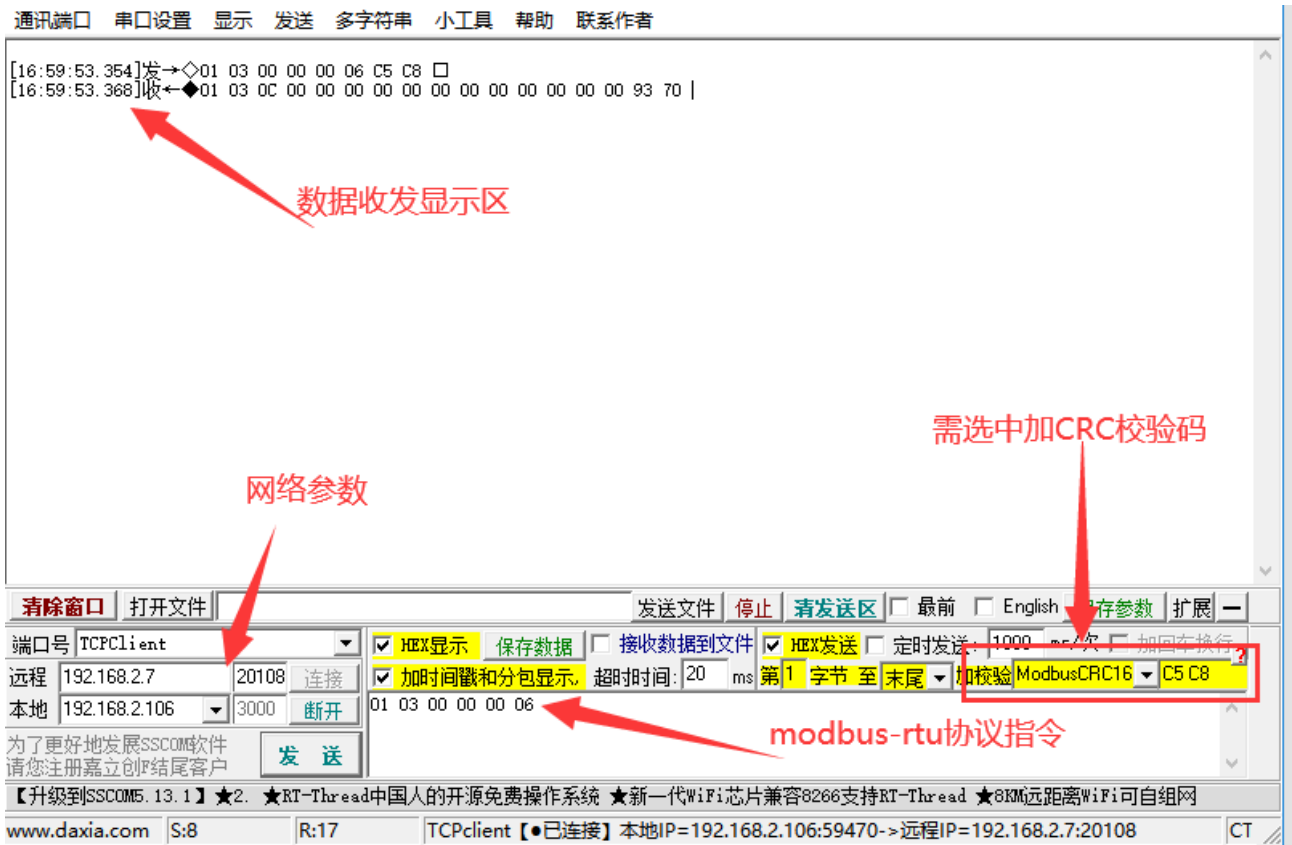 通讯端口 串口设置 显示 发送 多字符串 小工具 帮助 联系作者
[16:59:53.354]发→◇01 03 00 00 00 06 C5 C8 □
[16:59:53.368]收←◆01 03 0C 00 00 00 00 00 00 00 00 00 00 00 00 93 70
数据收发显示区
需选中加CRC校验码
网络参数
清除窗口 打开文件 发送文件 停止 清发送区 最前 English 保存参数 扩展 —
端口号 TCPClient HEX显示 保存数据 接收数据到文件 HEX发送 定时发送: 1000 ms/次 加回车换行
远程 192.168.2.7 20108 连接 加时间戳和分包显示, 超时时间: 20 ms 第 1 字节 至 末尾 加校验 ModbusCRC16 C5 C8 ?
本地 192.168.2.106 3000 断开 01 03 00 00 00 06
modbus-rtu协议指令
为了更好地发展SSCOM软件
请您注册嘉立创F结尾客户
发 送
【升级到SSCOM5.13.1】★2. ★RT-Thread中国人的开源免费操作系统 ★新一代WiFi芯片兼容8266支持RT-Thread ★8KM远距离WiFi可自组网
www.daxia.com S:8 R:17 TCPclient【●已连接】本地IP=192.168.2.106:59470->远程IP=192.168.2.7:20108 CT